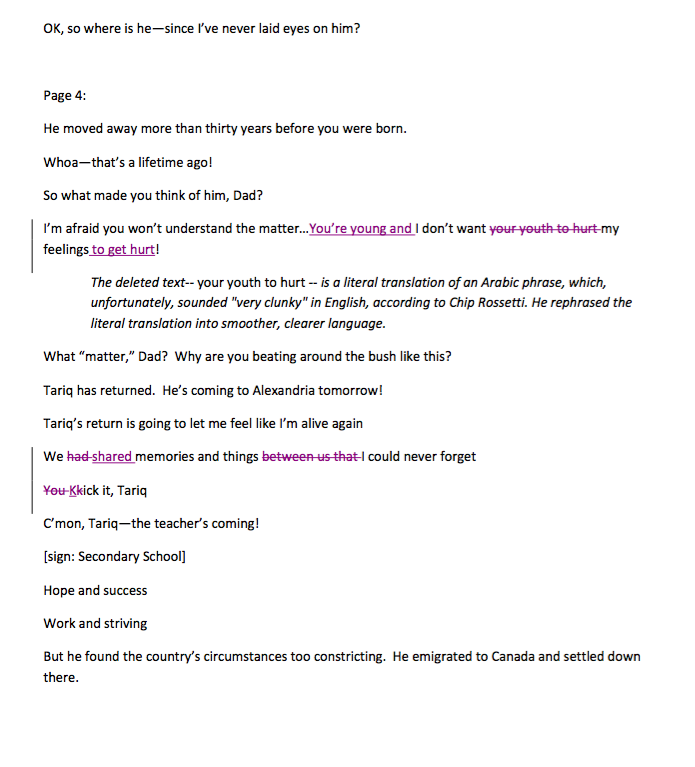 OK, so where is he—since I've never laid eyes on him?
Page 4:
He moved away more than thirty years before you were born.
Whoa—that's a lifetime ago!
So what made you think of him, Dad?
I'm afraid you won't understand the matter...You're young and I don't want your youth to hurt my
feelings to get hurt!
The deleted text-- your youth to hurt -- is a literal translation of an Arabic phrase, which,
unfortunately, sounded "very clunky" in English, according to Chip Rossetti. He rephrased the
literal translation into smoother, clearer language.
What “matter,” Dad?  Why are you beating around the bush like this?
Tariq has returned.  He's coming to Alexandria tomorrow!
Tariq's return is going to let me feel like I'm alive again
We had shared memories and things between us that I could never forget
You Kkick it, Tariq
C'mon, Tariq—the teacher's coming!
[sign: Secondary School]
Hope and success
Work and striving
But he found the country's circumstances too constricting.  He emigrated to Canada and settled down
there.